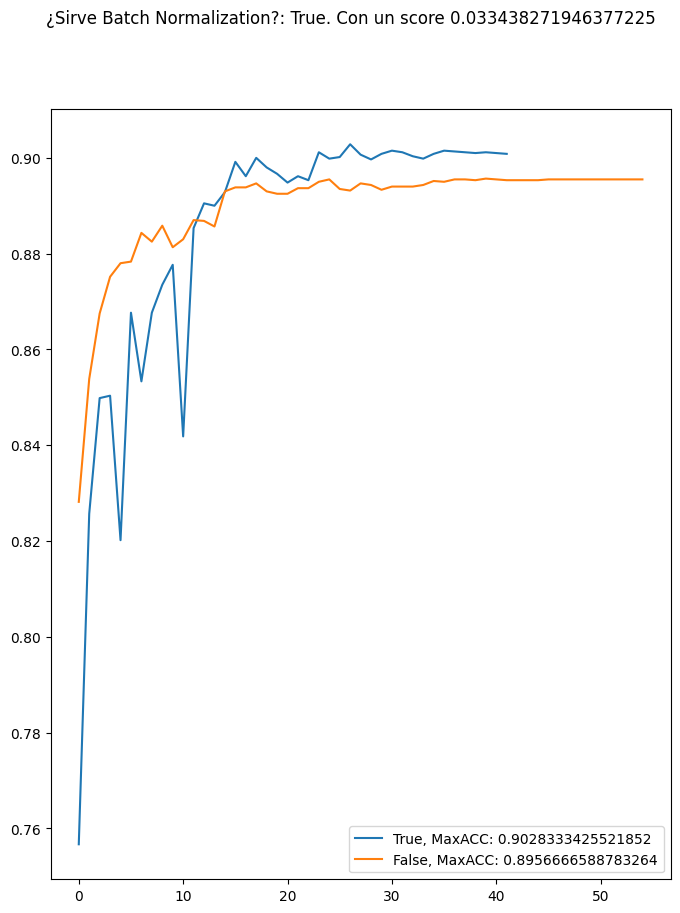 ¿Sirve Batch Normalization?: True. Con un score 0.033438271946377225
0.90
0.88
0.86
0.84
0.82
0.80
0.78
0.76
True, MaxACC: 0.9028333425521852
False, MaxACC: 0.8956666588783264
0 10 20 30 40 50